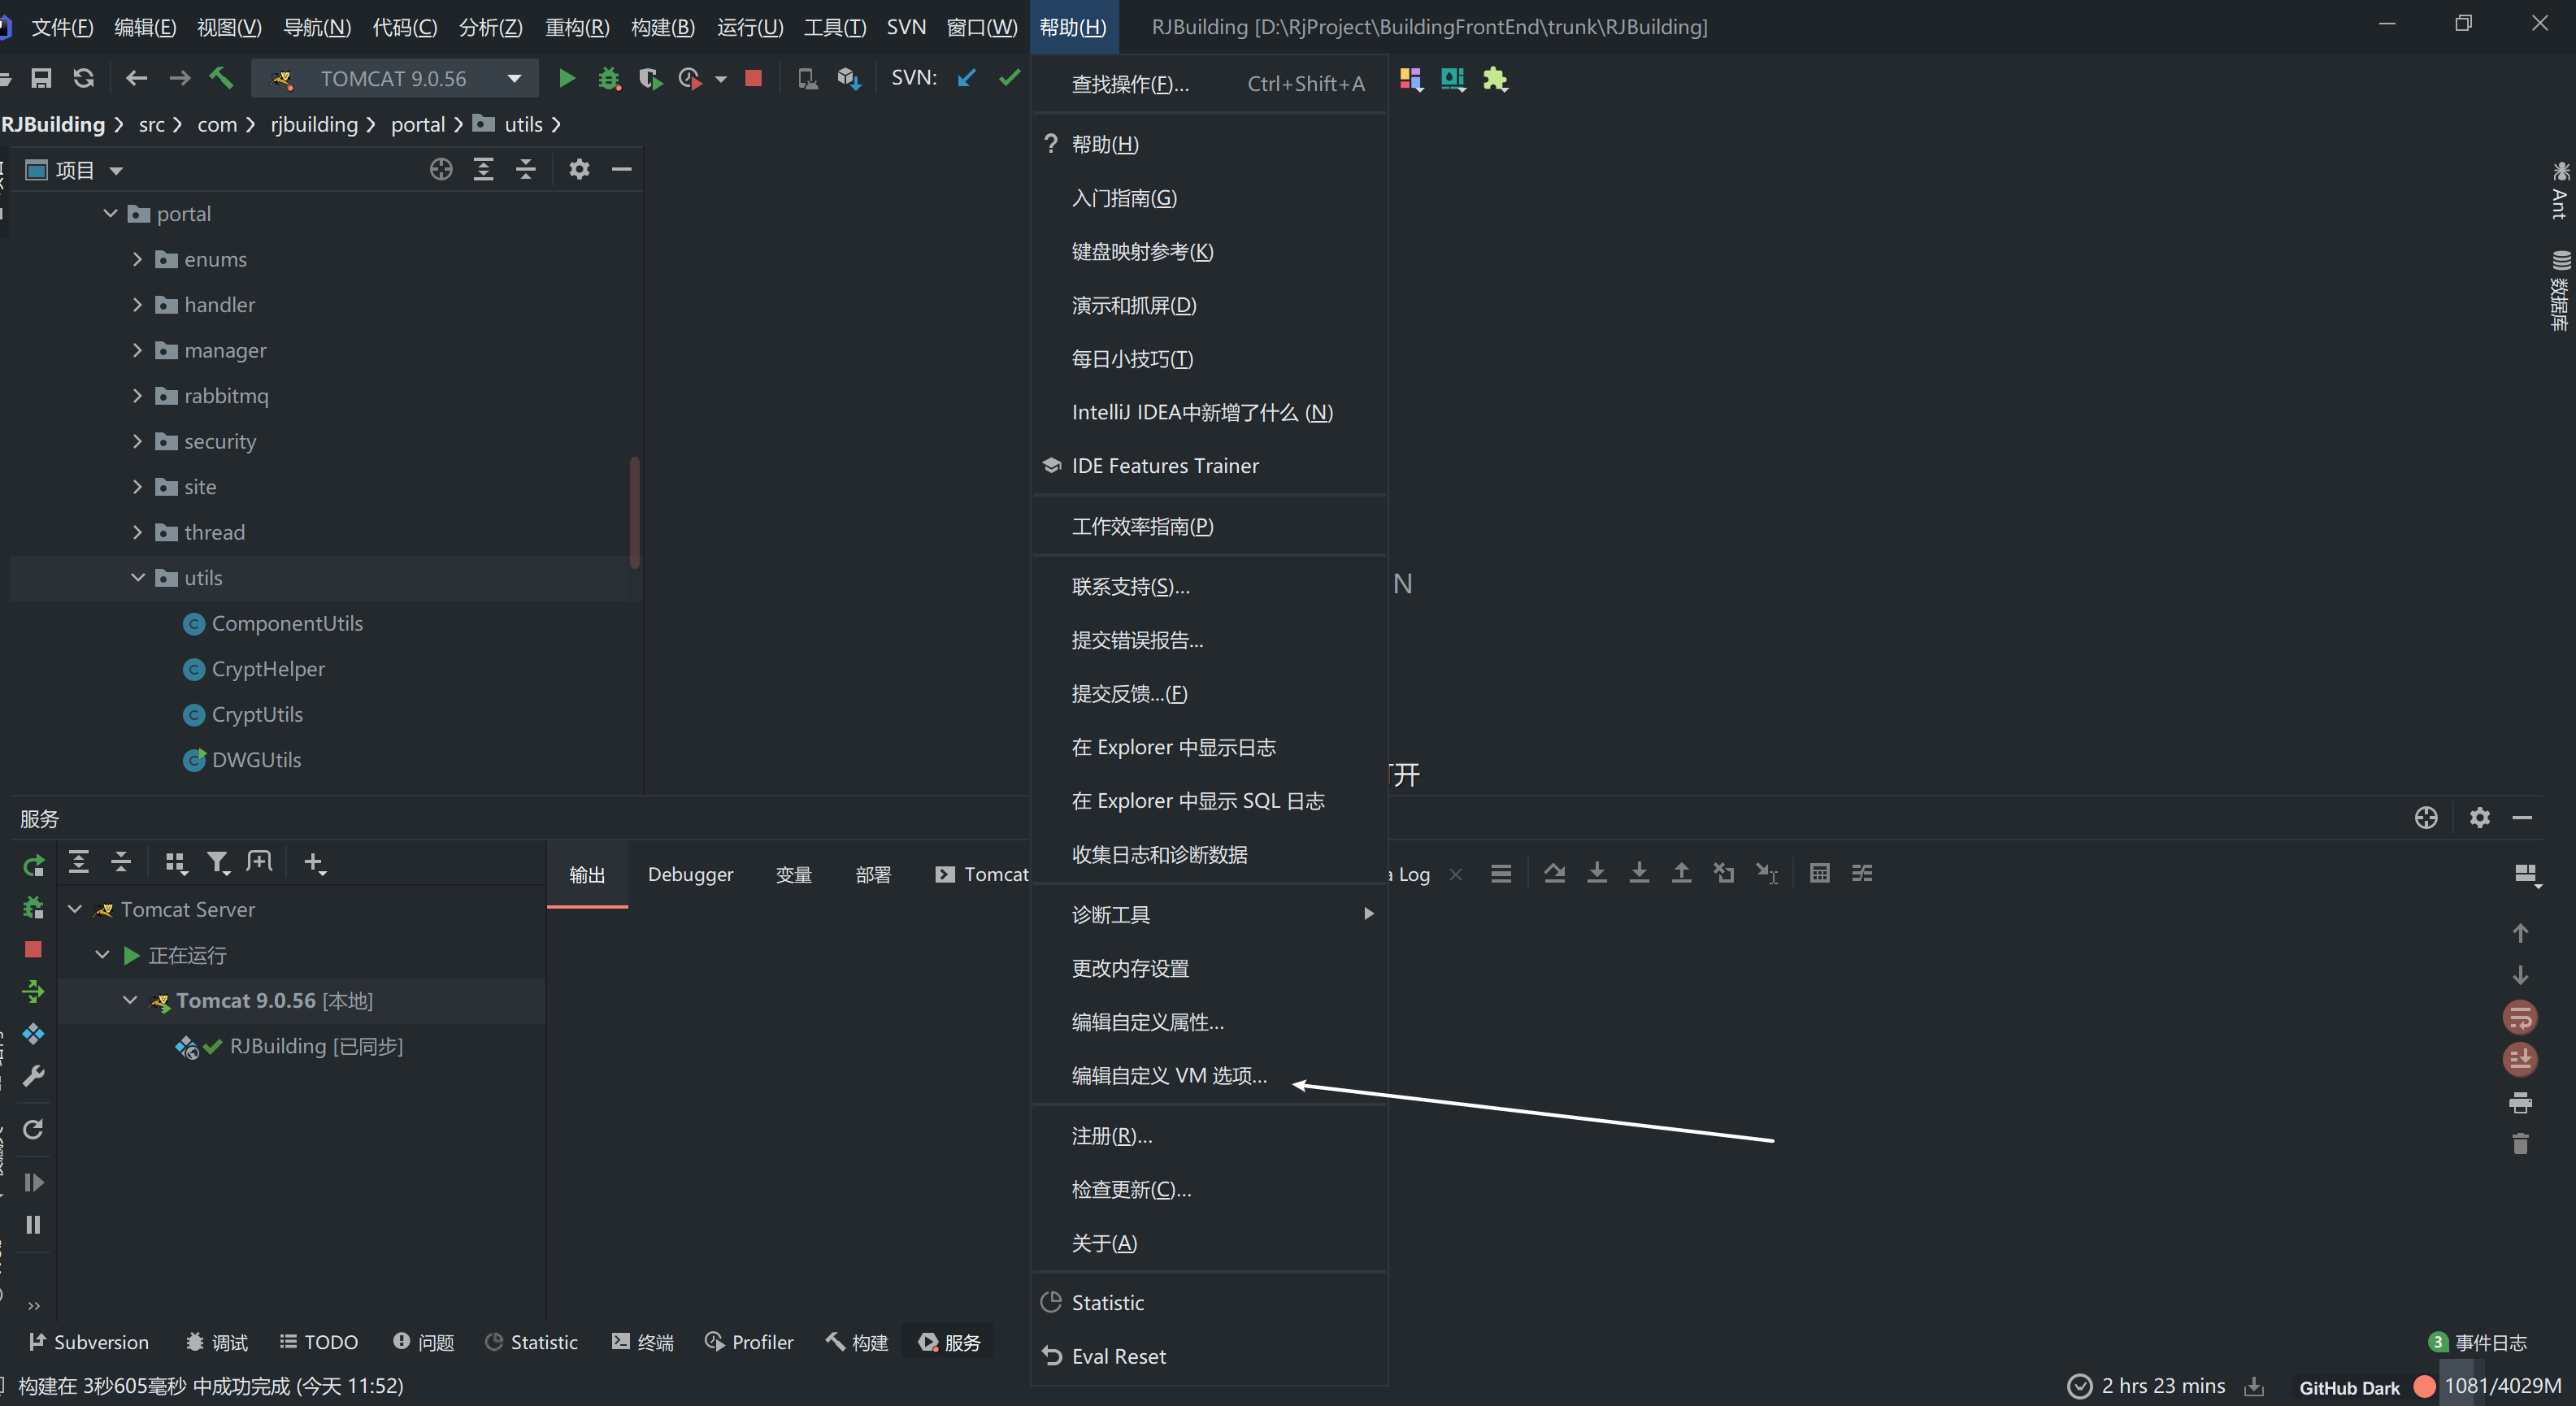 文件(F) 编辑(E) 视图(V) 导航(N) 代码(C) 分析(Z) 重构(R) 构建(B) 运行(U) 工具(T) SVN 窗口(W) 帮助(H) RJBuilding [D:\RjProject\BuildingFrontEnd\trunk\RJBuilding]
TOMCAT 9.0.56 SVN:
RJBuilding src com rjbuilding portal utils
项目
portal
enums
handler
manager
rabbitmq
security
site
thread
utils
ComponentUtils
CryptHelper
CryptUtils
DWGUtils
查找操作(F)... Ctrl+Shift+A
帮助(H)
入门指南(G)
键盘映射参考(K)
演示和抓屏(D)
每日小技巧(T)
IntelliJ IDEA中新增了什么 (N)
IDE Features Trainer
工作效率指南(P)
联系支持(S)...
提交错误报告...
提交反馈...(F)
在 Explorer 中显示日志
在 Explorer 中显示 SQL 日志
收集日志和诊断数据
诊断工具
更改内存设置
编辑自定义属性...
编辑自定义 VM 选项...
注册(R)...
检查更新(C)...
关于(A)
Statistic
Eval Reset
N
开
Ant
数据库
服务
输出 Debugger 变量 部署 Tomcat Log
Tomcat Server
正在运行
Tomcat 9.0.56 [本地]
RJBuilding [已同步]
Subversion 调试 TODO 问题 Statistic 终端 Profiler 构建 服务 3 事件日志
构建在 3秒605毫秒 中成功完成 (今天 11:52) 2 hrs 23 mins GitHub Dark 1081/4029M